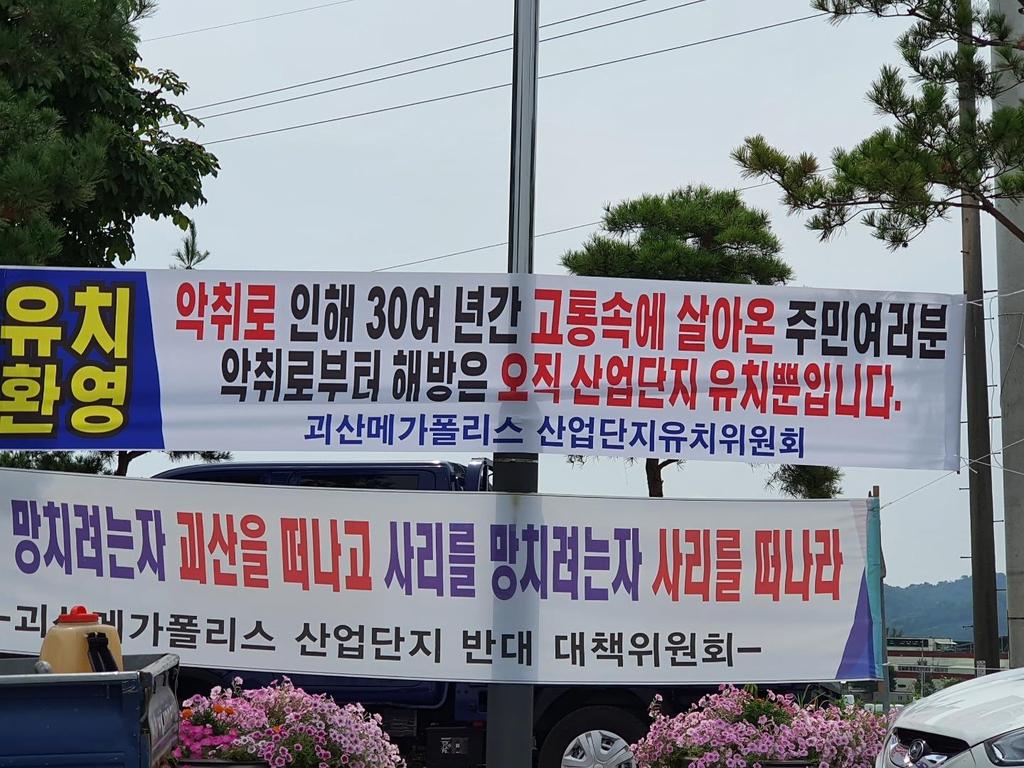 유치
환영
악취로 인해 30여 년간 고통속에 살아온 주민여러분
악취로부터 해방은 오직 산업단지 유치뿐입니다.
괴산메가폴리스 산업단지유치위원회
망치려는자 괴산을 떠나고 사리를 망치려는자 사리를 떠나라
-괴산메가폴리스 산업단지 반대 대책위원회-